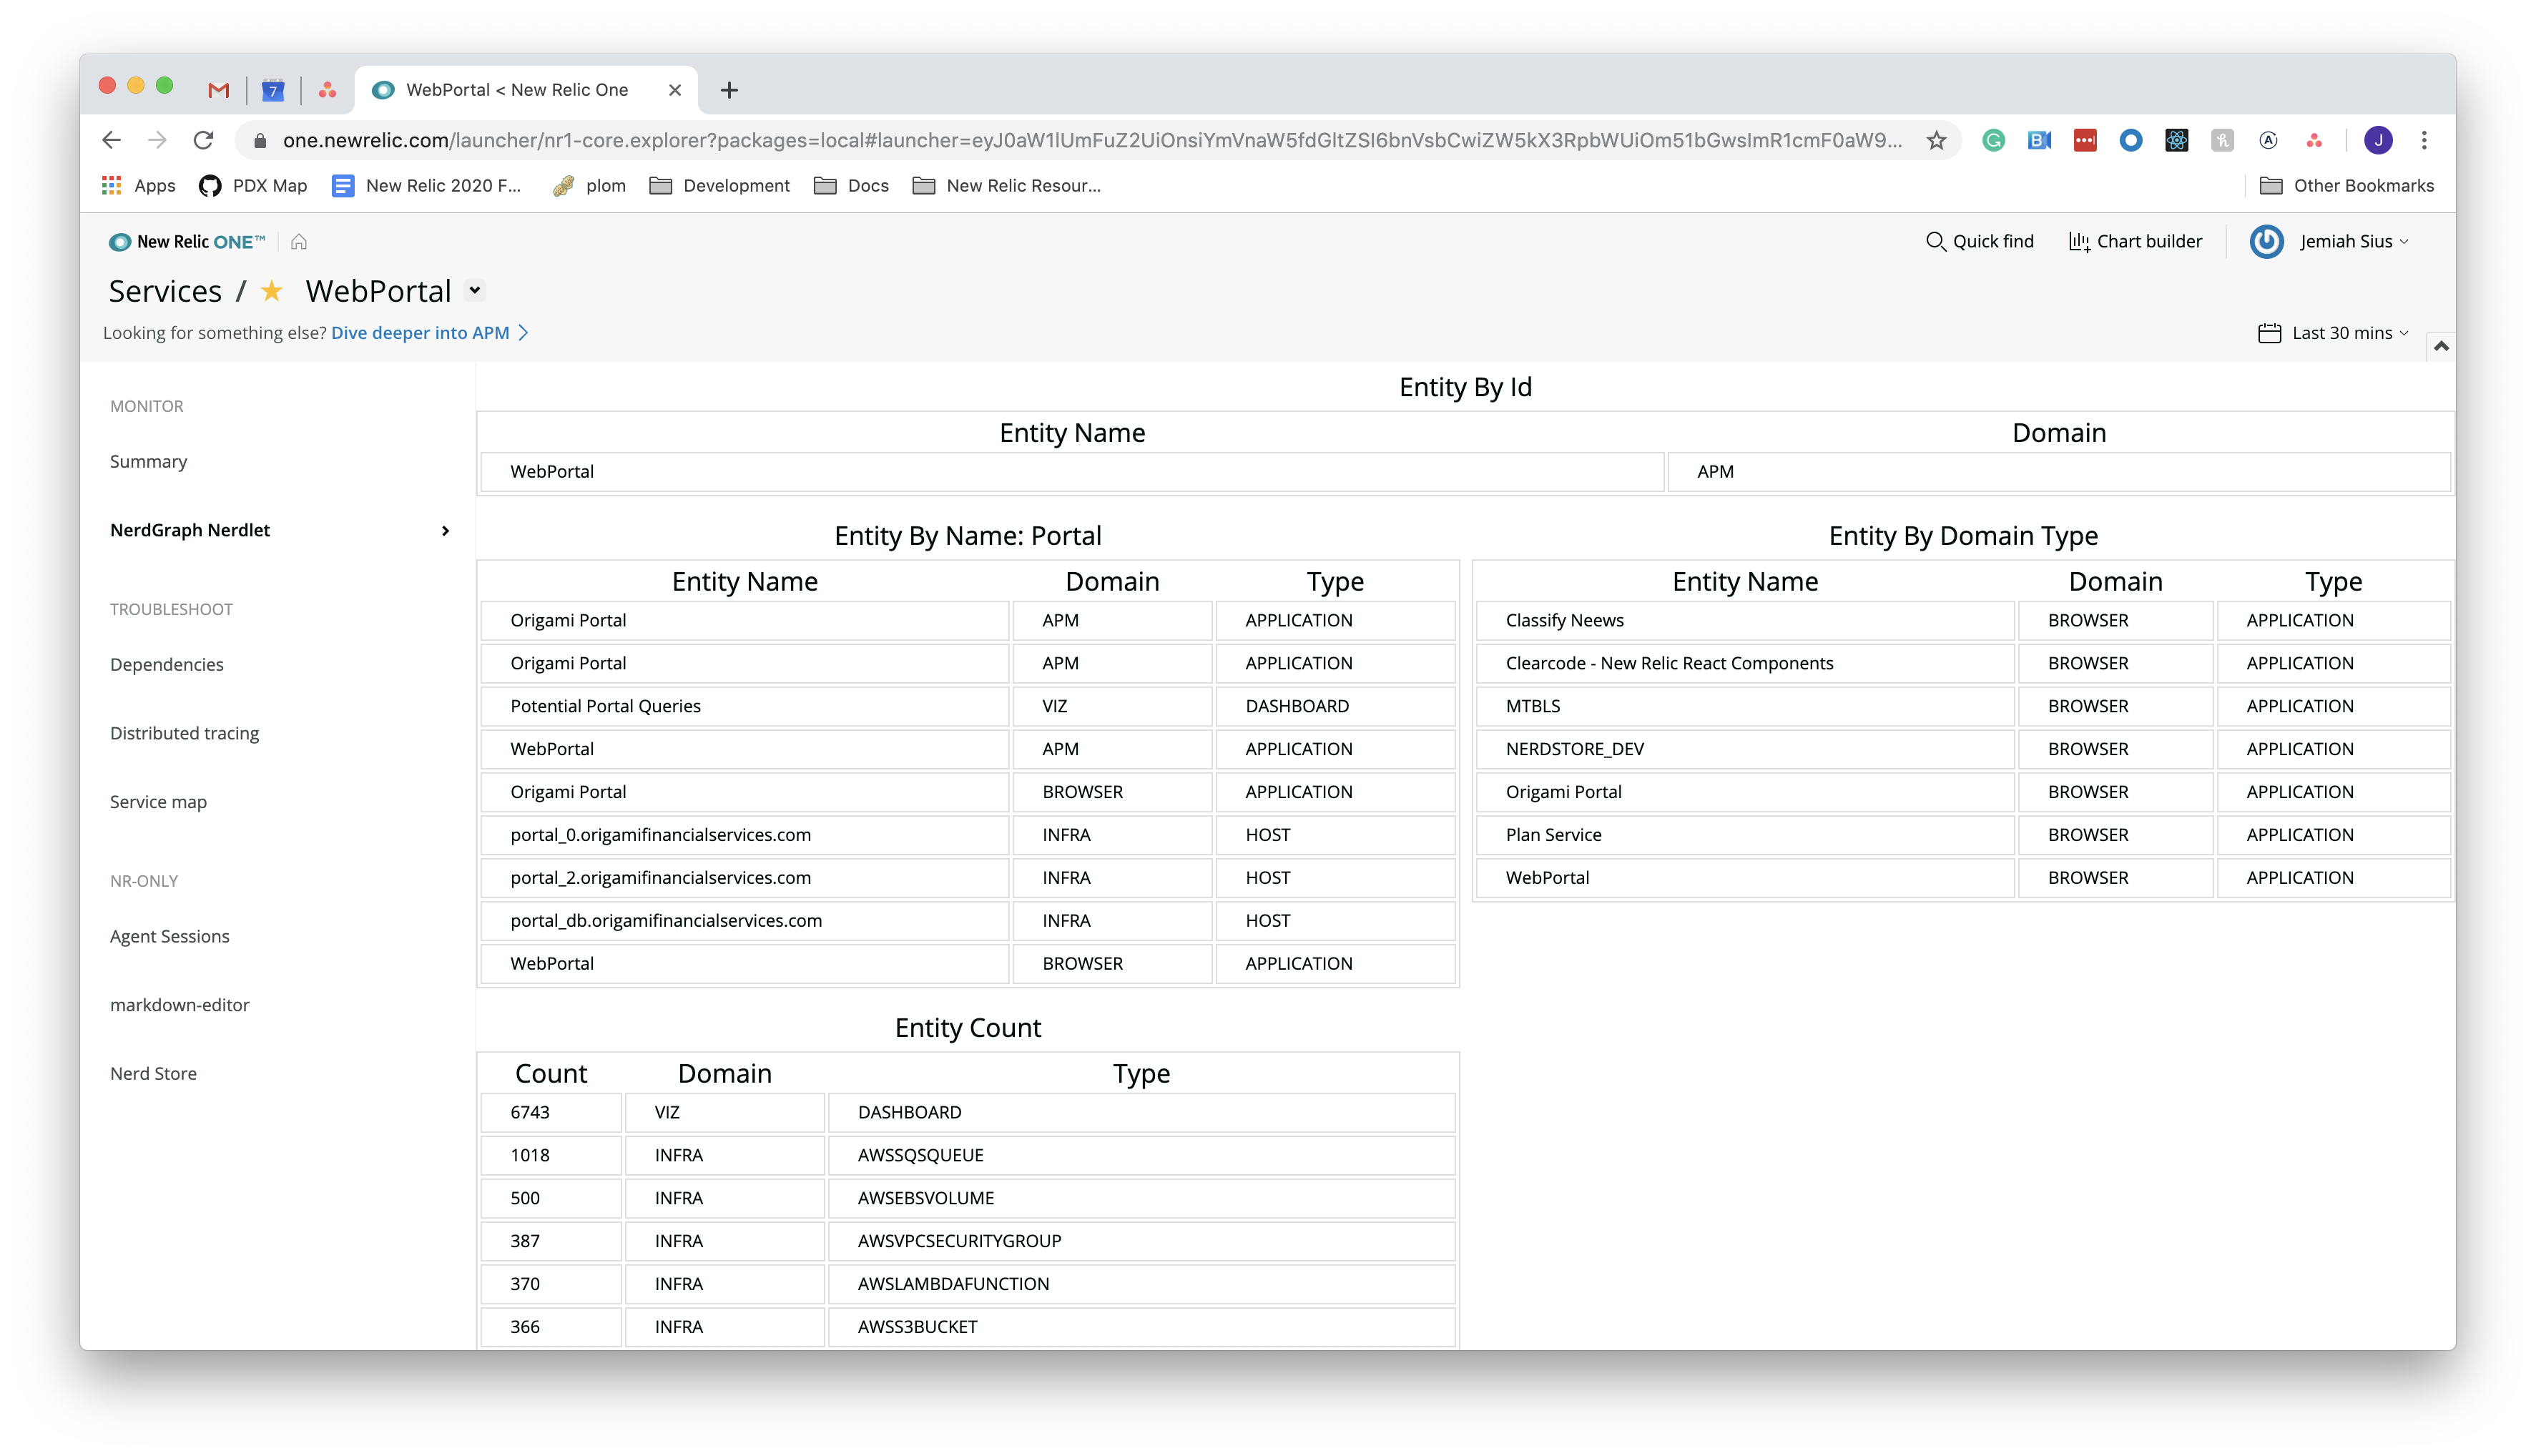 WebPortal < New Relic One
one.newrelic.com/launcher/nr1-core.explorer?packages=local#launcher=eyJ0aW1lUmFuZ2UiOnsiYmVnaW5fdGltZSI6bnVsbCwiZW5kX3RpbWUiOm51bGwsImR1cmF0aW9...
Apps PDX Map New Relic 2020 F... plom Development Docs New Relic Resour... Other Bookmarks
New Relic ONE™ Quick find Chart builder Jemiah Sius
Services / WebPortal
Looking for something else? Dive deeper into APM Last 30 mins
MONITOR
Summary
NerdGraph Nerdlet
TROUBLESHOOT
Dependencies
Distributed tracing
Service map
NR-ONLY
Agent Sessions
markdown-editor
Nerd Store
Entity By Id
Entity Name Domain
WebPortal APM
Entity By Name: Portal
Entity Name Domain Type
Origami Portal APM APPLICATION
Origami Portal APM APPLICATION
Potential Portal Queries VIZ DASHBOARD
WebPortal APM APPLICATION
Origami Portal BROWSER APPLICATION
portal_0.origamifinancialservices.com INFRA HOST
portal_2.origamifinancialservices.com INFRA HOST
portal_db.origamifinancialservices.com INFRA HOST
WebPortal BROWSER APPLICATION
Entity By Domain Type
Entity Name Domain Type
Classify Neews BROWSER APPLICATION
Clearcode - New Relic React Components BROWSER APPLICATION
MTBLS BROWSER APPLICATION
NERDSTORE_DEV BROWSER APPLICATION
Origami Portal BROWSER APPLICATION
Plan Service BROWSER APPLICATION
WebPortal BROWSER APPLICATION
Entity Count
Count Domain Type
6743 VIZ DASHBOARD
1018 INFRA AWSSQSQUEUE
500 INFRA AWSEBSVOLUME
387 INFRA AWSVPCSECURITYGROUP
370 INFRA AWSLAMBDAFUNCTION
366 INFRA AWSS3BUCKET